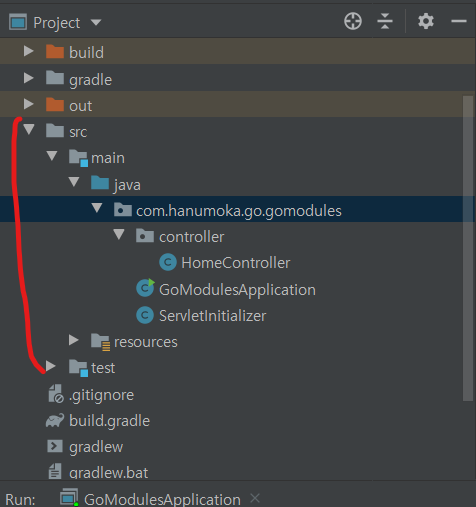 Project
build
gradle
out
src
main
java
com.hanumoka.go.gomodules
controller
HomeController
GoModulesApplication
ServletInitializer
resources
test
.gitignore
build.gradle
gradlew
gradlew.bat
Run: GoModulesApplication